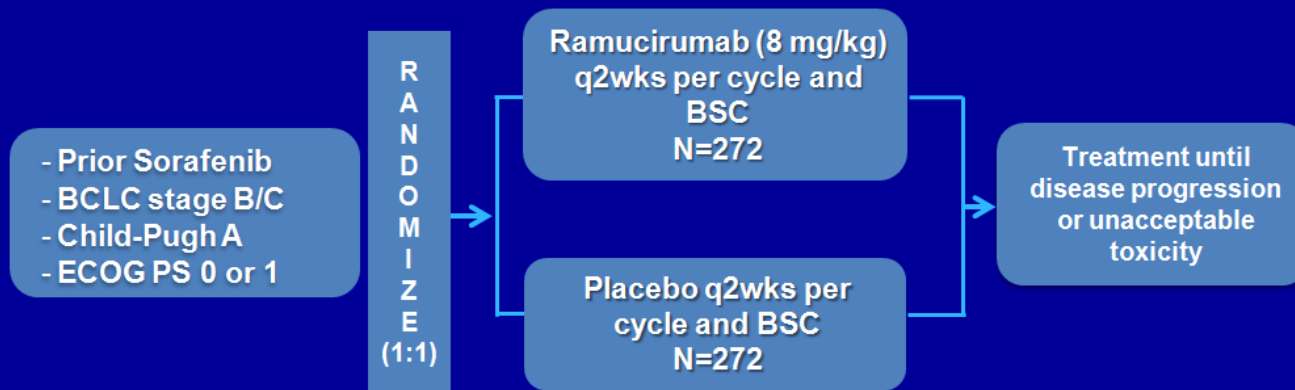 - Prior Sorafenib
- BCLC stage B/C
- Child-Pugh A
- ECOG PS 0 or 1
R
A
N
D
O
M
I
Z
E
(1:1)
Ramucirumab (8 mg/kg)
q2wks per cycle and
BSC
N=272
Placebo q2wks per
cycle and BSC
N=272
Treatment until
disease progression
or unacceptable
toxicity